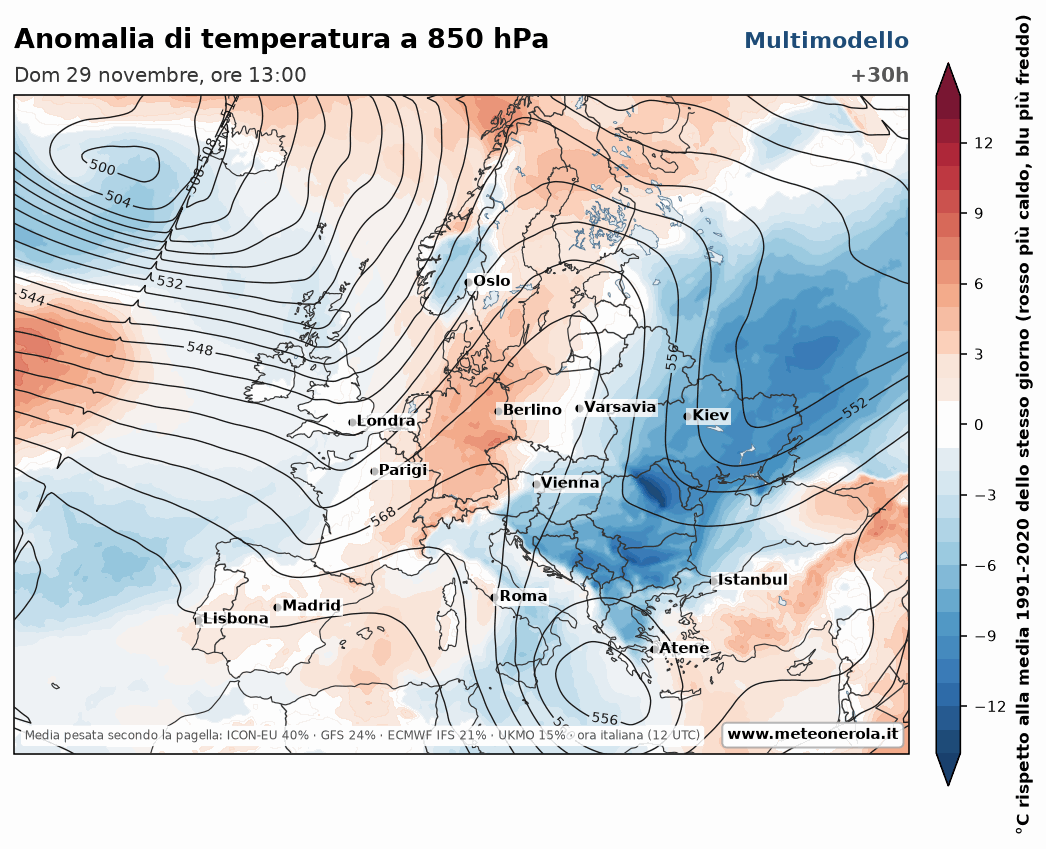 Anomalia di temperatura a 850 hPa
Multimodello
Dom 29 novembre, ore 13:00
+30h
500
504
508
508
532
544
548
556
552
568
556
Oslo
Berlino
Varsavia
Kiev
Londra
Parigi
Vienna
Istanbul
Roma
Madrid
Lisbona
Atene
Media pesata secondo la pagella: ICON-EU 40% · GFS 24% · ECMWF IFS 21% · UKMO 15% · ora italiana (12 UTC)
www.meteonerola.it
12
9
6
3
0
−3
−6
−9
−12
°C rispetto alla media 1991-2020 dello stesso giorno (rosso più caldo, blu più freddo)